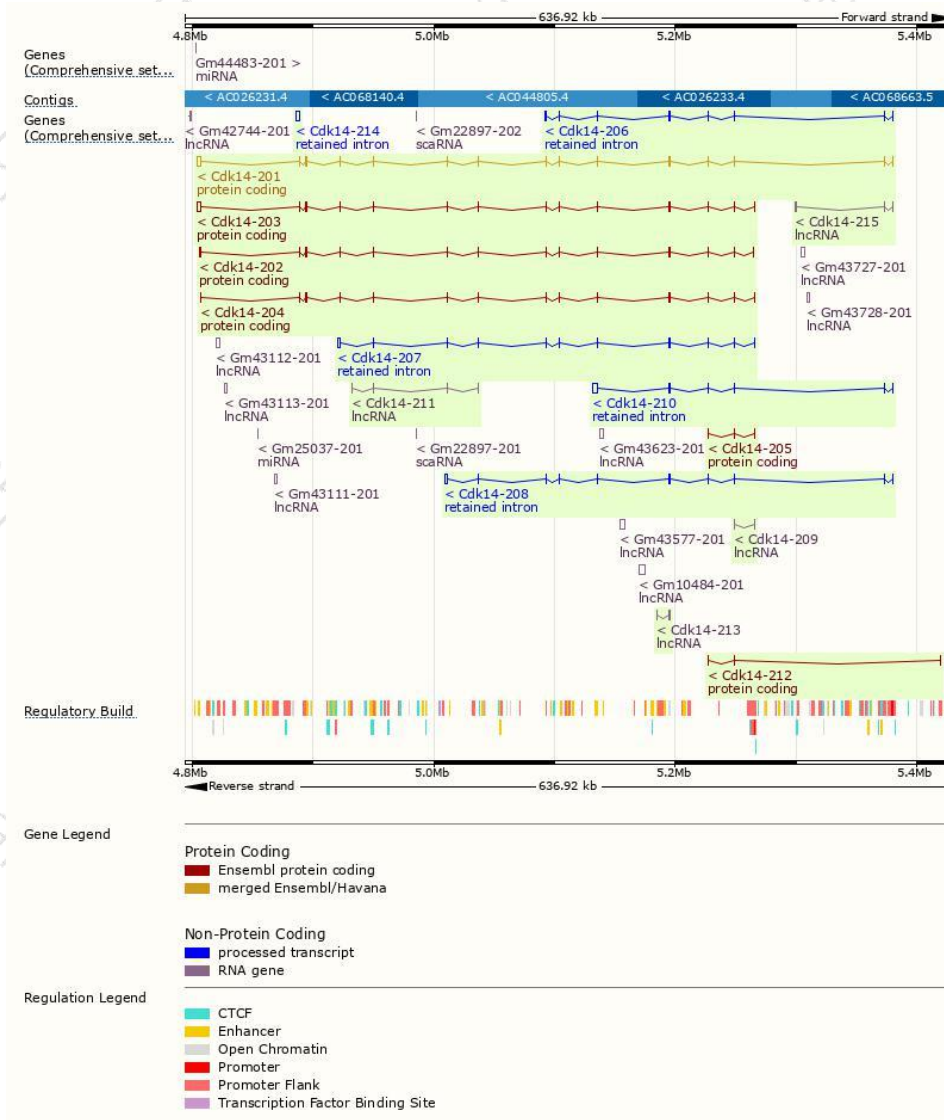 636.92 kb
Forward strand
4.8Mb 5.0Mb 5.2Mb 5.4Mb
Genes
(Comprehensive set...
Gm44483-201 >
miRNA
Contigs
< AC026231.4 < AC068140.4 < AC044805.4 < AC026233.4 < AC068663.5
Genes
(Comprehensive set...
< Gm42744-201 < Cdk14-214 < Gm22897-202 < Cdk14-206
lncRNA retained intron scaRNA retained intron
< Cdk14-201
protein coding
< Cdk14-203 < Cdk14-215
protein coding lncRNA
< Cdk14-202 < Gm43727-201
protein coding lncRNA
< Cdk14-204 < Gm43728-201
protein coding lncRNA
< Gm43112-201 < Cdk14-207
lncRNA retained intron
< Gm43113-201 < Cdk14-211 < Cdk14-210
lncRNA lncRNA retained intron
< Gm25037-201 < Gm22897-201 < Gm43623-201 < Cdk14-205
miRNA scaRNA lncRNA protein coding
< Gm43111-201 < Cdk14-208
lncRNA retained intron
< Gm43577-201 < Cdk14-209
lncRNA lncRNA
< Gm10484-201
lncRNA
< Cdk14-213
lncRNA
< Cdk14-212
protein coding
Regulatory Build
4.8Mb 5.0Mb 5.2Mb 5.4Mb
Reverse strand 636.92 kb
Gene Legend
Protein Coding
Ensembl protein coding
merged Ensembl/Havana
Non-Protein Coding
processed transcript
RNA gene
Regulation Legend
CTCF
Enhancer
Open Chromatin
Promoter
Promoter Flank
Transcription Factor Binding Site